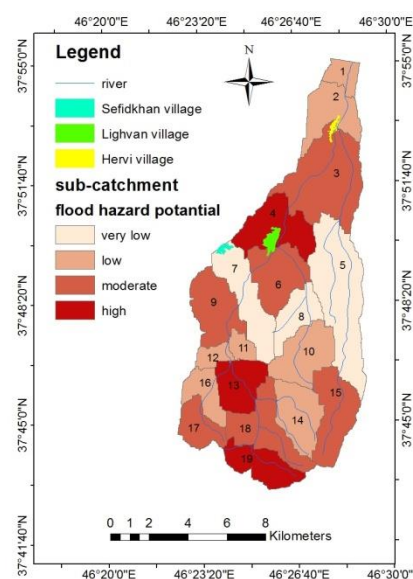 46°20'0"E 46°23'20"E 46°26'40"E 46°30'0"E
37°55'0"N
37°51'40"N
37°48'20"N
37°45'0"N
37°41'40"N
Legend
river
Sefidkhan village
Lighvan village
Hervi village
sub-catchment
flood hazard potantial
very low
low
moderate
high
N
1
2
3
4
5
6
7
8
9
10
11
12
13
14
15
16
17
18
19
0 1 2 4 6 8
Kilometers
37°55'0"N
37°51'40"N
37°48'20"N
37°45'0"N
37°41'40"N
46°20'0"E 46°23'20"E 46°26'40"E 46°30'0"E